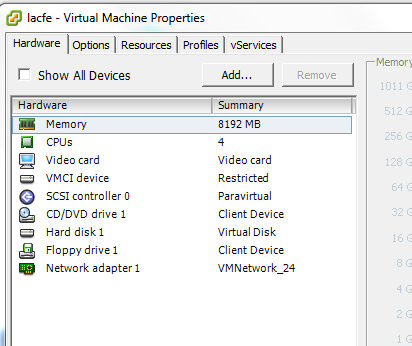 lacfe - Virtual Machine Properties
Hardware Options Resources Profiles vServices
Show All Devices Add... Remove
Memory
Hardware Summary
Memory 8192 MB
CPUs 4
Video card Video card
VMCI device Restricted
SCSI controller 0 Paravirtual
CD/DVD drive 1 Client Device
Hard disk 1 Virtual Disk
Floppy drive 1 Client Device
Network adapter 1 VMNetwork_24
1011 G
512 G
256 G
128 G
64 G
32 G
16 G
8 G
4 G
2 G
1 G